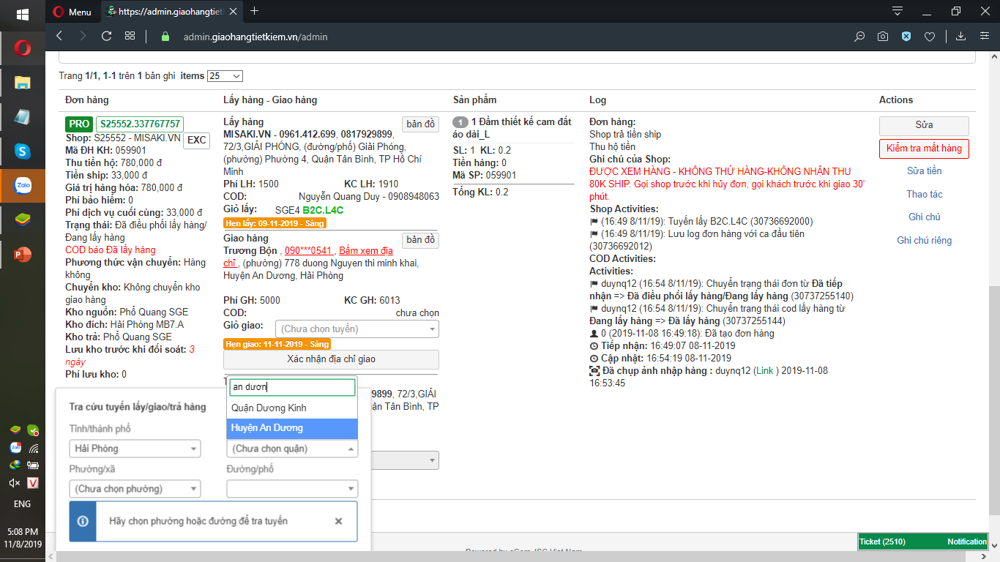 Menu
https://admin.giaohangtiet
admin.giaohangtietkiem.vn/admin
Trang 1/1, 1-1 trên 1 bản ghi items 25
Đơn hàng
Lấy hàng - Giao hàng
Sản phẩm
Log
Actions
PRO S25552.337767757
Shop: S25552 - MISAKI.VN EXC
Mã ĐH KH: 059901
Thu tiền hộ: 780,000 đ
Tiền ship: 33,000 đ
Giá trị hàng hóa: 780,000 đ
Phí bảo hiểm: 0
Phí dịch vụ cuối cùng: 33,000 đ
Trạng thái: Đã điều phối lấy hàng/
Đang lấy hàng
COD báo Đã lấy hàng
Phương thức vận chuyển: Hàng
không
Chuyển kho: Không chuyển kho
giao hàng
Kho nguồn: Phổ Quang SGE
Kho đích: Hải Phòng MB7.A
Kho trả: Phổ Quang SGE
Lưu kho trước khi đối soát: 3
ngày
Phí lưu kho: 0
Lấy hàng
bản đồ
MISAKI.VN - 0961.412.699, 0817929899,
72/3,GIẢI PHÓNG, (đường/phố) Giải Phóng,
(phường) Phường 4, Quận Tân Bình, TP Hồ Chí
Minh
Phí LH: 1500 KC LH: 1910
COD: Nguyễn Quang Duy - 0908948063
Giỏ lấy: SGE4 B2C.L4C
Hẹn lấy: 09-11-2019 - Sáng
Giao hàng
bản đồ
Trương Bộn , 090***0541 , Bấm xem địa
chỉ , (phường) 778 duong Nguyen thi minh khai,
Huyện An Dương, Hải Phòng
Phí GH: 5000 KC GH: 6013
COD: chưa chọn
Giỏ giao: (Chưa chọn tuyến)
Hẹn giao: 11-11-2019 - Sáng
Xác nhận địa chỉ giao
9899, 72/3,GIẢI
ận Tân Bình, TP
1 1 Đầm thiết kế cam đất
áo dài_L
SL: 1 KL: 0.2
Tiền hàng: 0
Mã SP: 059901
Tổng KL: 0.2
Đơn hàng:
Shop trả tiền ship
Thu hộ tiền
Ghi chú của Shop:
ĐƯỢC XEM HÀNG - KHÔNG THỬ HÀNG-KHÔNG NHẬN THU
80K SHIP. Gọi shop trước khi hủy đơn, gọi khách trước khi giao 30'
phút.
Shop Activities:
(16:49 8/11/19): Tuyến lấy B2C.L4C (30736692000)
(16:49 8/11/19): Lưu log đơn hàng với ca đầu tiên
(30736692012)
COD Activities:
Activities:
duynq12 (16:54 8/11/19): Chuyển trạng thái đơn từ Đã tiếp
nhận => Đã điều phối lấy hàng/Đang lấy hàng (30737255140)
duynq12 (16:54 8/11/19): Chuyển trạng thái cod lấy hàng từ
Đang lấy hàng => Đã lấy hàng (30737255144)
0 (2019-11-08 16:49:18): Đã tạo đơn hàng
Tiếp nhận: 16:49:07 08-11-2019
Cập nhật: 16:54:19 08-11-2019
Đã chụp ảnh nhập hàng : duynq12 (Link ) 2019-11-08
16:53:45
Sửa
Kiểm tra mất hàng
Sửa tiền
Thao tác
Ghi chú
Ghi chú riêng
Tra cứu tuyến lấy/giao/trả hàng
Tỉnh/thành phố
Hải Phòng
an dươn
Quận Dương Kinh
Huyện An Dương
(Chưa chọn quận)
Phường/xã
Đường/phố
(Chưa chọn phường)
Hãy chọn phường hoặc đường để tra tuyến
Ticket (2510) Notification
Zalo
Zalo
V
ENG
5:08 PM
11/8/2019